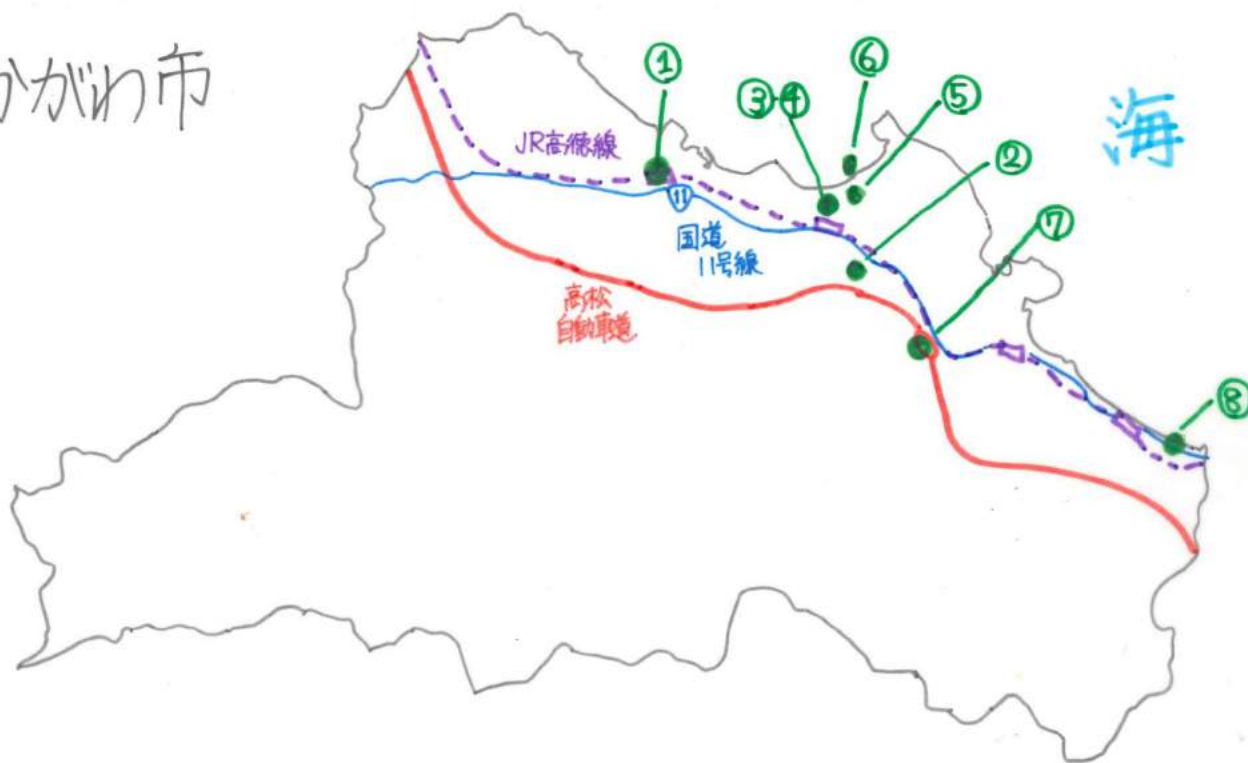 かがわ市
①
⑥
③④
⑤
海
JR高徳線
②
11
⑦
国道
11号線
高松
自動車道
⑧